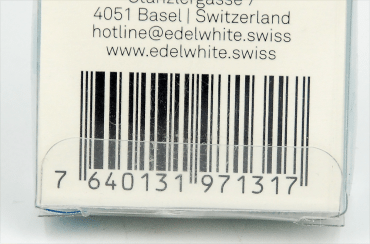 4051 Basel | Switzerland
hotline@edelwhite.swiss
www.edelwhite.swiss
7 640131 971317